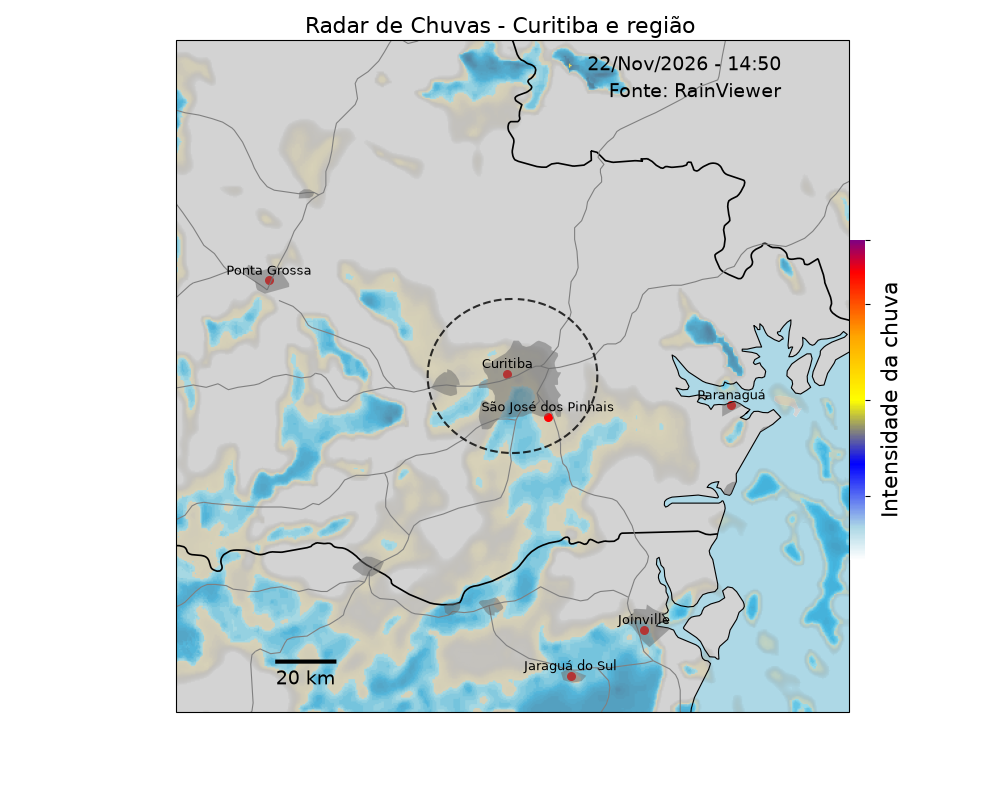 Radar de Chuvas - Curitiba e região
22/Nov/2026 - 14:50
Fonte: RainViewer
Ponta Grossa
Curitiba
São José dos Pinhais
Paranaguá
Intensidade da chuva
Joinville
Jaraguá do Sul
20 km